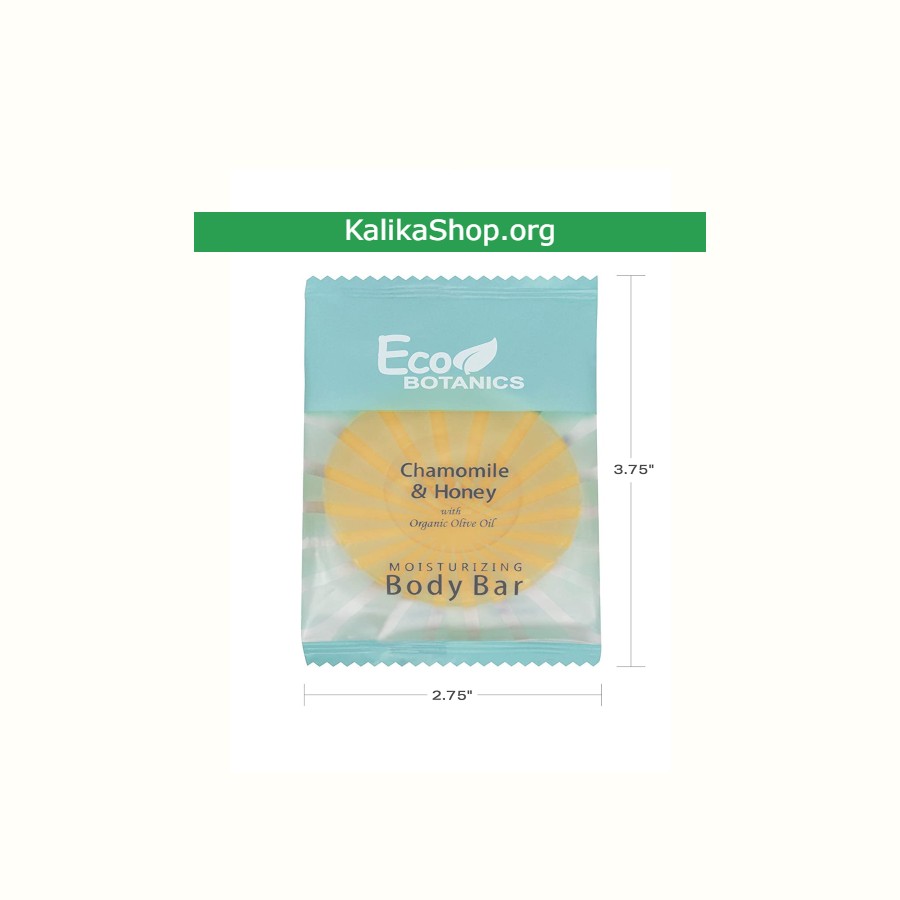 KalikaShop.org
Eco
BOTANICS
Chamomile
& Honey
with
Organic Olive Oil
MOISTURIZING
Body Bar
3.75"
2.75"